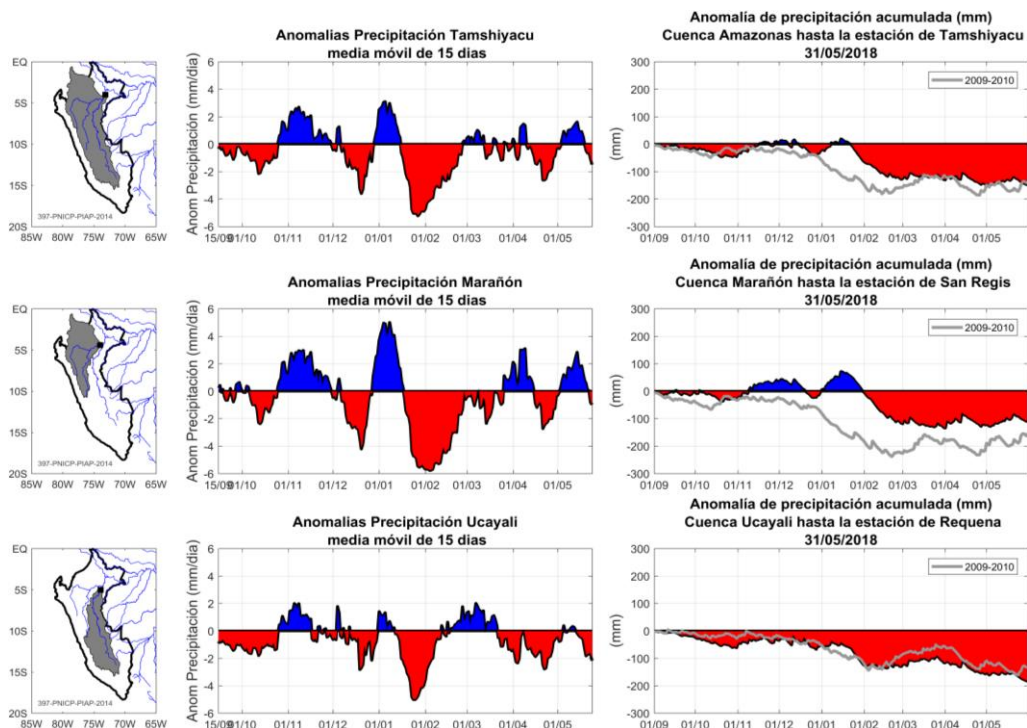 EQ
5S
10S
15S
20S
397-PNICP-PIAP-2014
85W 80W 75W 70W 65W
Anomalias Precipitación Tamshiyacu
media móvil de 15 dias
Anom Precipitación (mm/dia)
6
4
2
0
-2
-4
-6
15/09 01/10 01/11 01/12 01/01 01/02 01/03 01/04 01/05
Anomalía de precipitación acumulada (mm)
Cuenca Amazonas hasta la estación de Tamshiyacu
31/05/2018
2009-2010
(mm)
300
200
100
0
-100
-200
-300
01/09 01/10 01/11 01/12 01/01 01/02 01/03 01/04 01/05
EQ
5S
10S
15S
20S
397-PNICP-PIAP-2014
85W 80W 75W 70W 65W
Anomalias Precipitación Marañón
media móvil de 15 dias
Anom Precipitación (mm/dia)
6
4
2
0
-2
-4
-6
15/09 01/10 01/11 01/12 01/01 01/02 01/03 01/04 01/05
Anomalía de precipitación acumulada (mm)
Cuenca Marañón hasta la estación de San Regis
31/05/2018
2009-2010
(mm)
300
200
100
0
-100
-200
-300
01/09 01/10 01/11 01/12 01/01 01/02 01/03 01/04 01/05
EQ
5S
10S
15S
20S
397-PNICP-PIAP-2014
85W 80W 75W 70W 65W
Anomalias Precipitación Ucayali
media móvil de 15 dias
Anom Precipitación (mm/dia)
6
4
2
0
-2
-4
-6
15/09 01/10 01/11 01/12 01/01 01/02 01/03 01/04 01/05
Anomalía de precipitación acumulada (mm)
Cuenca Ucayali hasta la estación de Requena
31/05/2018
2009-2010
(mm)
300
200
100
0
-100
-200
-300
01/09 01/10 01/11 01/12 01/01 01/02 01/03 01/04 01/05